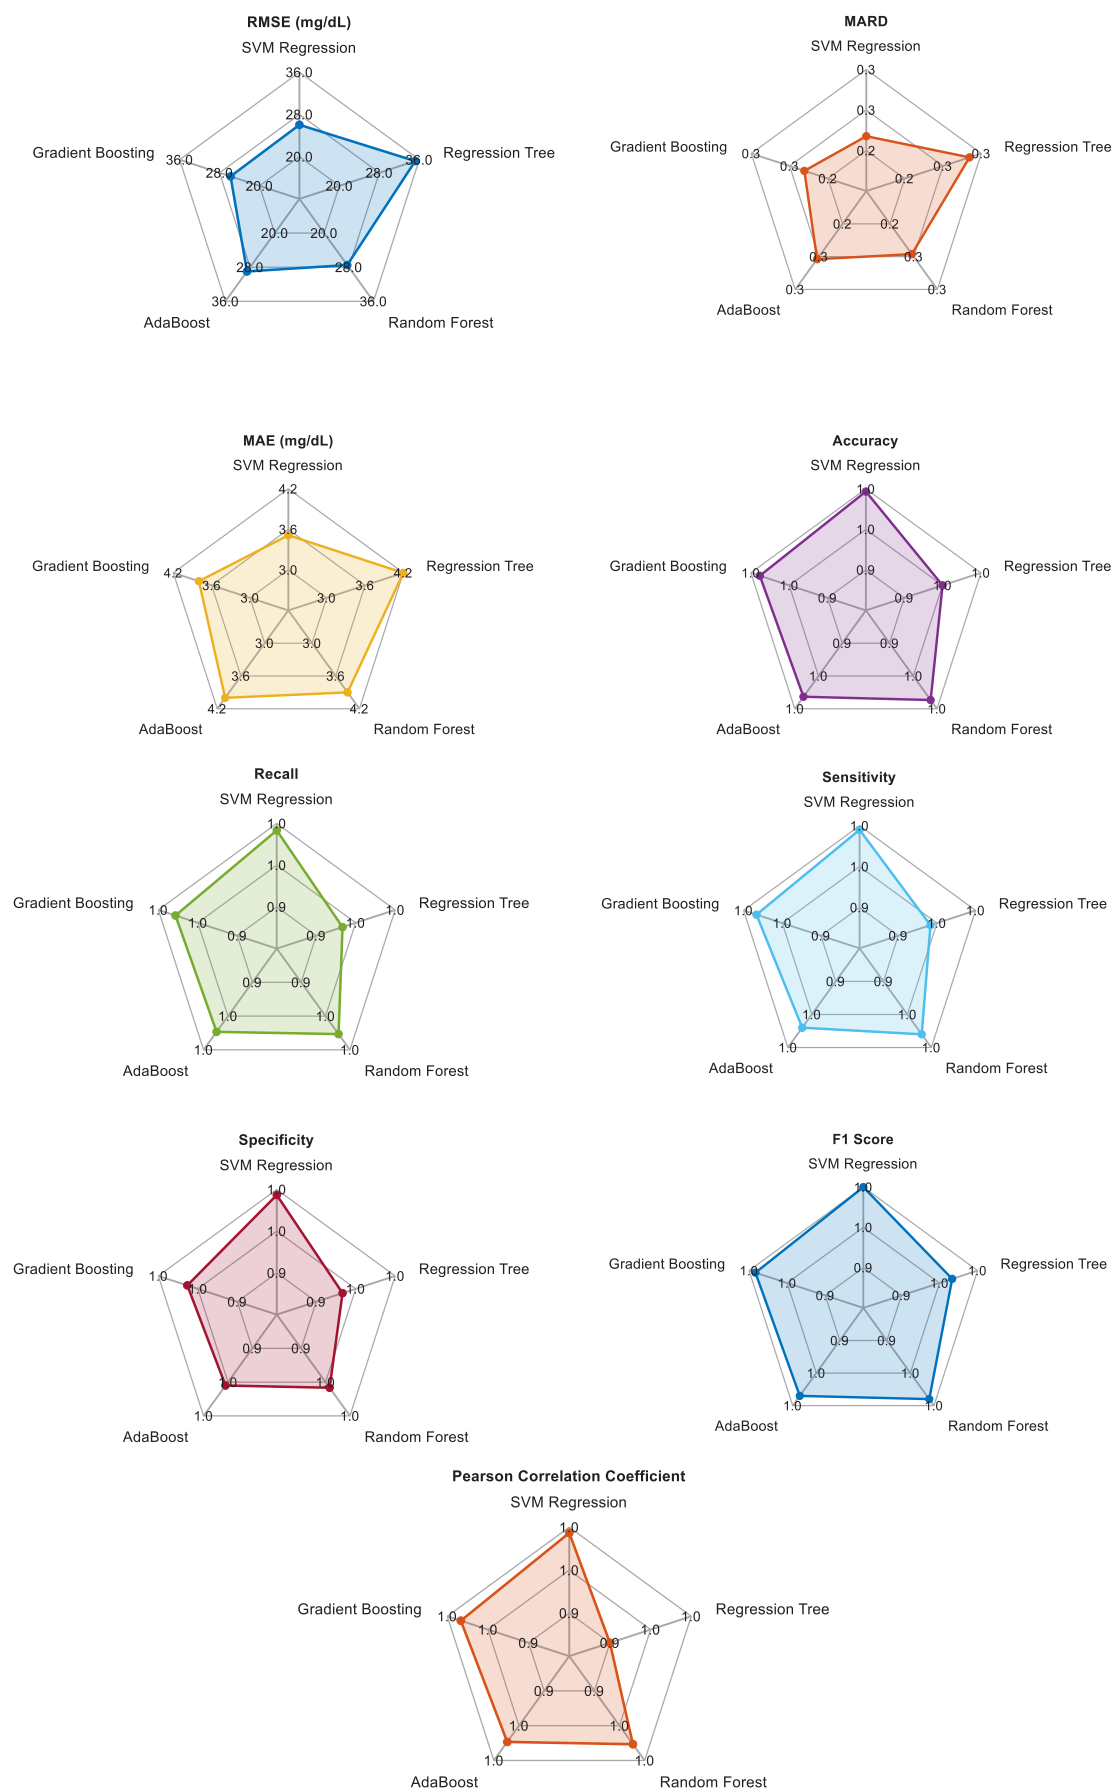 RMSE (mg/dL)
SVM Regression
36.0
28.0
20.0
Gradient Boosting 36.0 28.0 20.0 20.0 28.0 36.0 Regression Tree
20.0 20.0
28.0 28.0
36.0 36.0
AdaBoost Random Forest
MARD
SVM Regression
0.3
0.3
0.2
Gradient Boosting 0.3 0.3 0.2 0.2 0.3 0.3 Regression Tree
0.2 0.2
0.3 0.3
0.3 0.3
AdaBoost Random Forest
MAE (mg/dL)
SVM Regression
4.2
3.6
3.0
Gradient Boosting 4.2 3.6 3.0 3.0 3.6 4.2 Regression Tree
3.0 3.0
3.6 3.6
4.2 4.2
AdaBoost Random Forest
Accuracy
SVM Regression
1.0
1.0
0.9
Gradient Boosting 1.0 1.0 0.9 0.9 1.0 1.0 Regression Tree
0.9 0.9
1.0 1.0
1.0 1.0
AdaBoost Random Forest
Recall
SVM Regression
1.0
1.0
0.9
Gradient Boosting 1.0 1.0 0.9 0.9 1.0 1.0 Regression Tree
0.9 0.9
1.0 1.0
1.0 1.0
AdaBoost Random Forest
Sensitivity
SVM Regression
1.0
1.0
0.9
Gradient Boosting 1.0 1.0 0.9 0.9 1.0 1.0 Regression Tree
0.9 0.9
1.0 1.0
1.0 1.0
AdaBoost Random Forest
Specificity
SVM Regression
1.0
1.0
0.9
Gradient Boosting 1.0 1.0 0.9 0.9 1.0 1.0 Regression Tree
0.9 0.9
1.0 1.0
1.0 1.0
AdaBoost Random Forest
F1 Score
SVM Regression
1.0
1.0
0.9
Gradient Boosting 1.0 1.0 0.9 0.9 1.0 1.0 Regression Tree
0.9 0.9
1.0 1.0
1.0 1.0
AdaBoost Random Forest
Pearson Correlation Coefficient
SVM Regression
1.0
1.0
0.9
Gradient Boosting 1.0 1.0 0.9 0.9 1.0 1.0 Regression Tree
0.9 0.9
1.0 1.0
1.0 1.0
AdaBoost Random Forest